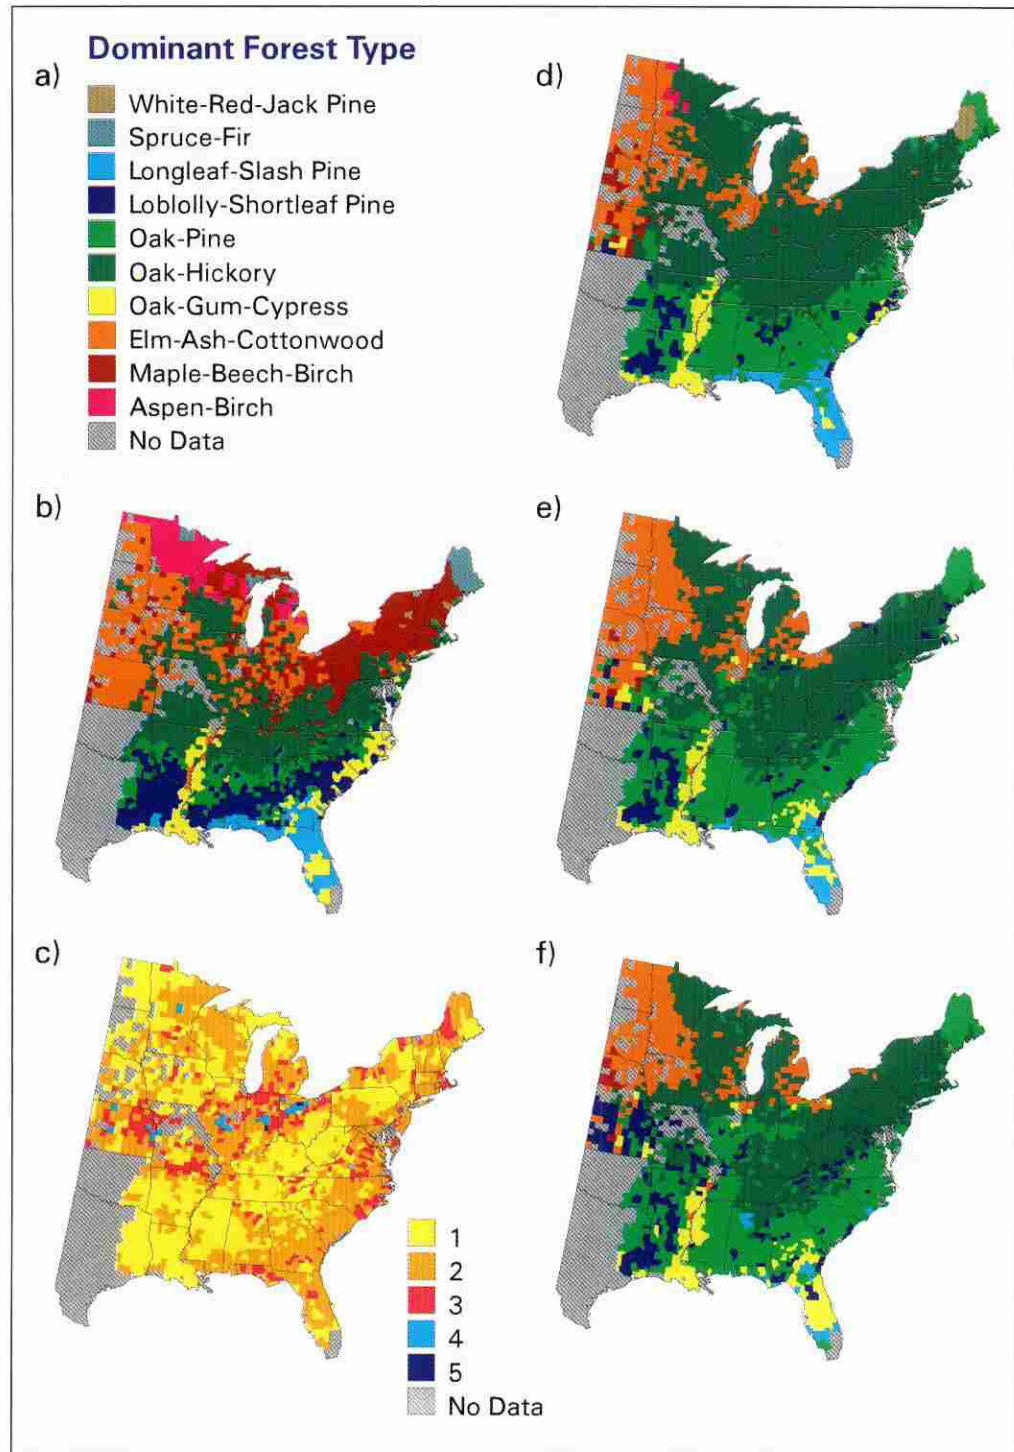 Dominant Forest Type
a)
White-Red-Jack Pine
Spruce-Fir
Longleaf-Slash Pine
Loblolly-Shortleaf Pine
Oak-Pine
Oak-Hickory
Oak-Gum-Cypress
Elm-Ash-Cottonwood
Maple-Beech-Birch
Aspen-Birch
No Data
d)
b)
e)
c)
1
2
3
4
5
No Data
f)